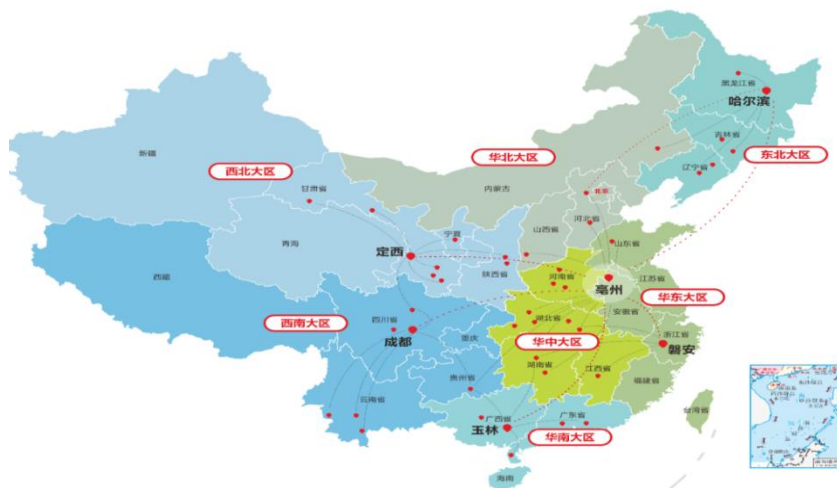 黑龙江省
哈尔滨
吉林省
东北大区
辽宁省
新疆
西北大区
华北大区
甘肃省
内蒙古
北京
河北省
宁夏
山西省
山东省
青海
定西
陕西省
河南省
江苏省
亳州
西藏
华东大区
安徽省
四川省
西南大区
湖北省
成都
重庆
华中大区
浙江省
磐安
湖南省
江西省
贵州省
福建省
云南省
广西省
广东省
台湾省
玉林
华南大区
海南